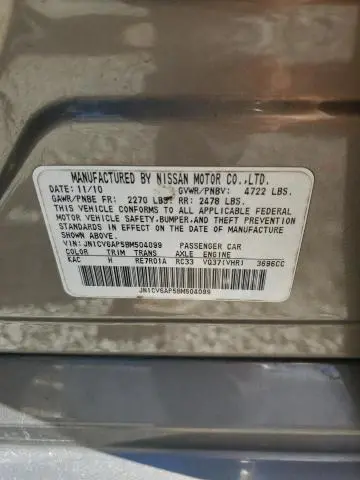 MANUFACTURED BY NISSAN MOTOR CO.,LTD.
DATE: 11/10 GVWR/PNBV: 4722 LBS.
GAWR/PNBE FR: 2270 LBS RR: 2478 LBS.
THIS VEHICLE CONFORMS TO ALL APPLICABLE FEDERAL
MOTOR VEHICLE SAFETY,BUMPER,AND THEFT PREVENTION
STANDARDS IN EFFECT ON THE DATE OF MANUFACTURE
SHOWN ABOVE.
VIN: JN1CV6AP5BM504099 PASSENGER CAR
COLOR TRIM TRANS AXLE ENGINE
KAC H RE7R01A RC33 VQ37(VHR) 3696CC
JN1CV6AP5BM504099